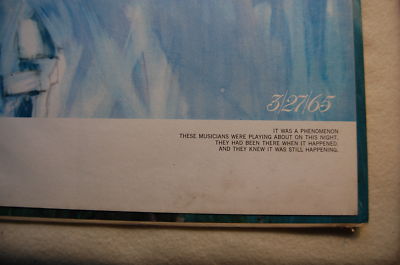 3/27/65
IT WAS A PHENOMENON
THESE MUSICIANS WERE PLAYING ABOUT ON THIS NIGHT,
THEY HAD BEEN THERE WHEN IT HAPPENED.
AND THEY KNEW IT WAS STILL HAPPENING.